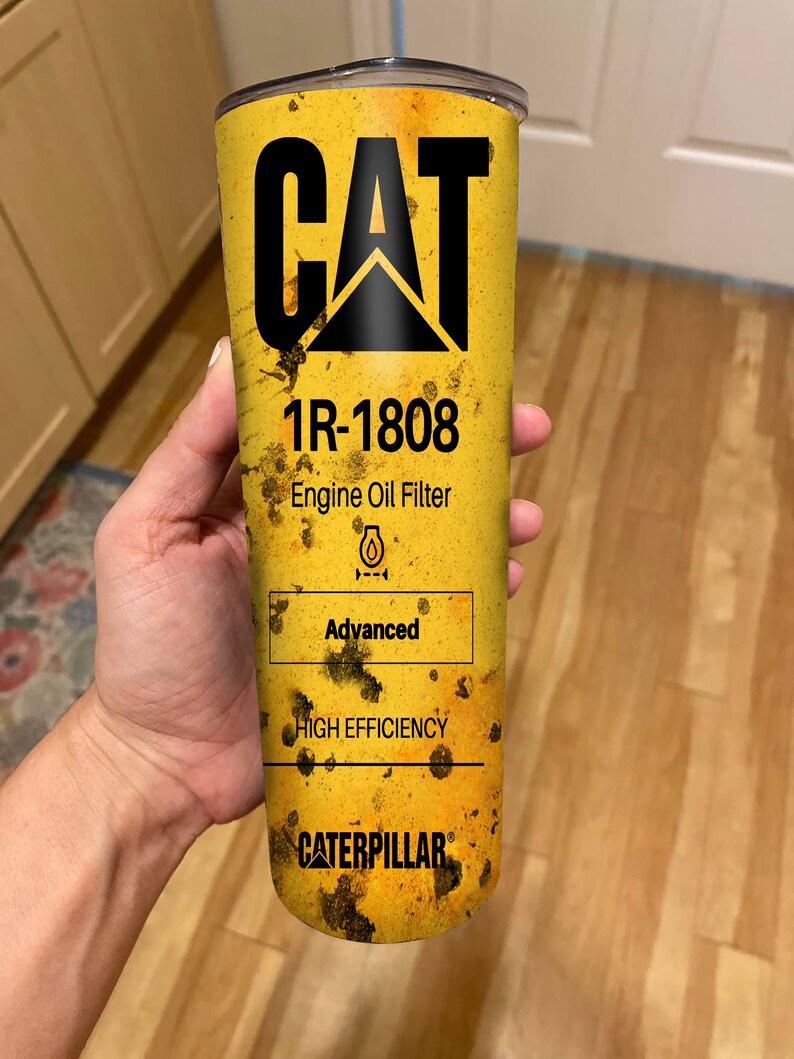 CAT
1R-1808
Engine Oil Filter
Advanced
HIGH EFFICIENCY
CATERPILLAR®